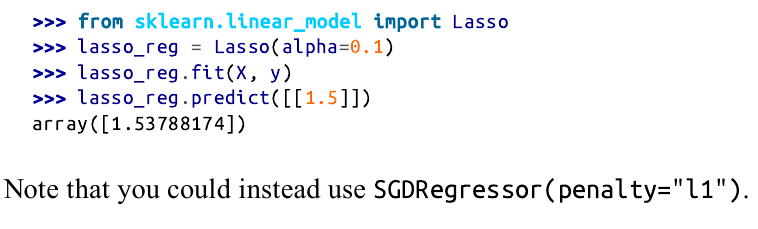 >>> from sklearn.linear_model import Lasso
>>> lasso_reg = Lasso(alpha=0.1)
>>> lasso_reg.fit(X, y)
>>> lasso_reg.predict([[1.5]])
array([1.53788174])
Note that you could instead use SGDRegressor(penalty="l1").